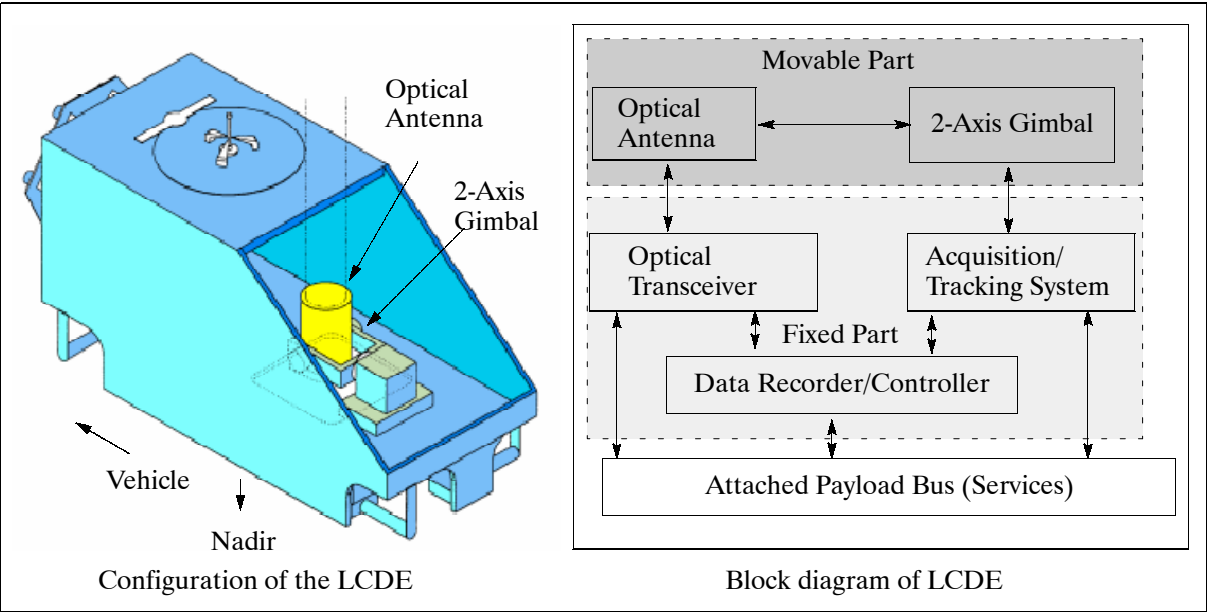 Optical
Antenna
2-Axis
Gimbal
Vehicle
Nadir
Configuration of the LCDE
Movable Part
Optical
Antenna
2-Axis Gimbal
Optical
Transceiver
Acquisition/
Tracking System
Fixed Part
Data Recorder/Controller
Attached Payload Bus (Services)
Block diagram of LCDE